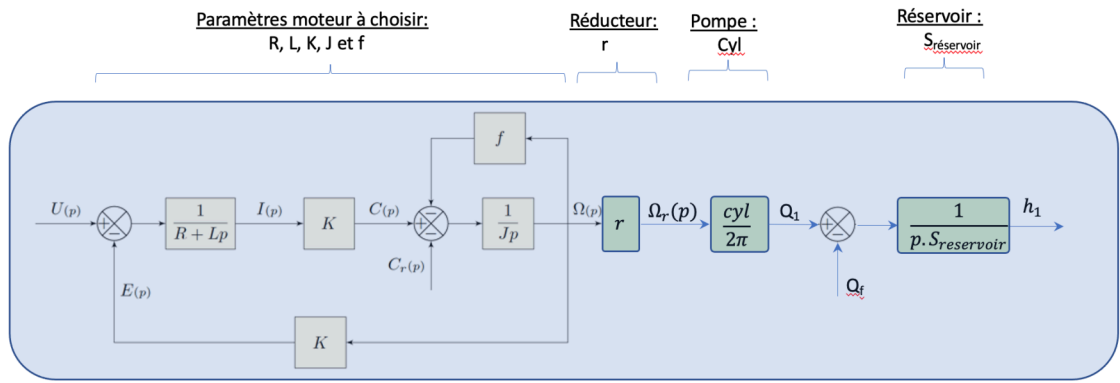 Paramètres moteur à choisir:
R, L, K, J et f
Réducteur:
r
Pompe :
Cyl
Réservoir :
Sréservoir
f
U(p)
+
−
1
R + Lp
I(p)
K
C(p)
+
−
−
1
Jp
Ω(p)
r
Ωr(p)
cyl
2π
Q1
+
−
1
p.Sreservoir
h1
Cr(p)
E(p)
Qf
K